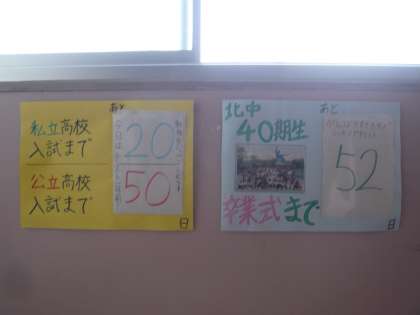 あと
私立高校
入試まで
20
公立高校
入試まで
50
日
北中
40期生
あと
52
卒業式まで
日